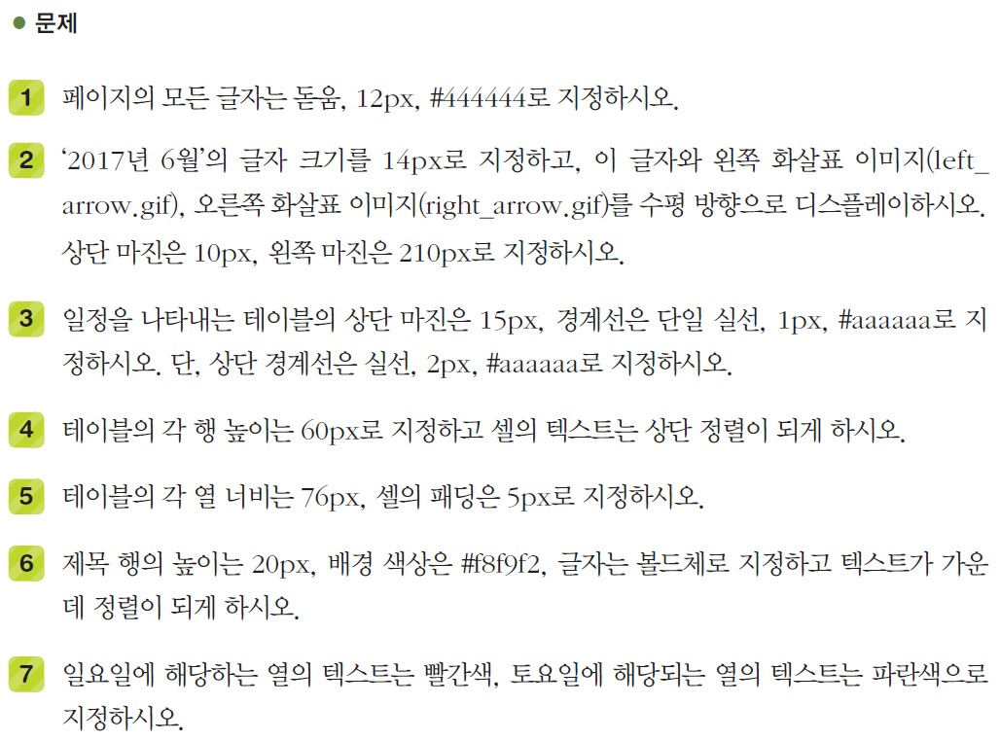 ● 문제
1 페이지의 모든 글자는 돋움, 12px, #444444로 지정하시오.
2 ‘2017년 6월’의 글자 크기를 14px로 지정하고, 이 글자와 왼쪽 화살표 이미지(left_
arrow.gif), 오른쪽 화살표 이미지(right_arrow.gif)를 수평 방향으로 디스플레이하시오.
상단 마진은 10px, 왼쪽 마진은 210px로 지정하시오.
3 일정을 나타내는 테이블의 상단 마진은 15px, 경계선은 단일 실선, 1px, #aaaaaa로 지
정하시오. 단, 상단 경계선은 실선, 2px, #aaaaaa로 지정하시오.
4 테이블의 각 행 높이는 60px로 지정하고 셀의 텍스트는 상단 정렬이 되게 하시오.
5 테이블의 각 열 너비는 76px, 셀의 패딩은 5px로 지정하시오.
6 제목 행의 높이는 20px, 배경 색상은 #f8f9f2, 글자는 볼드체로 지정하고 텍스트가 가운
데 정렬이 되게 하시오.
7 일요일에 해당하는 열의 텍스트는 빨간색, 토요일에 해당되는 열의 텍스트는 파란색으로
지정하시오.